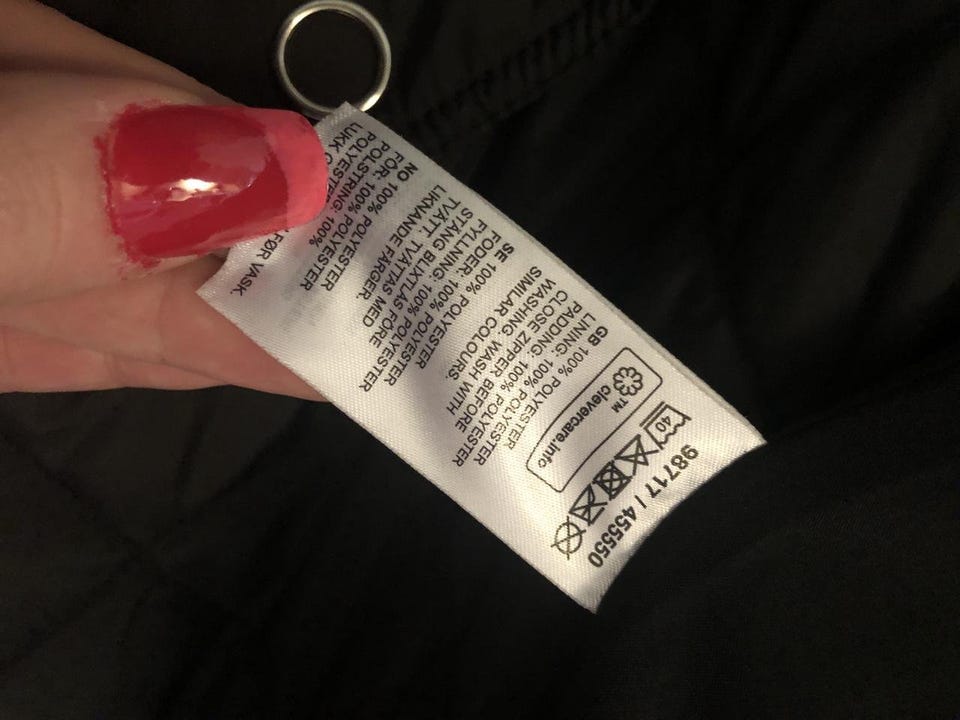 98717 / 455550
40
clevercare.info
TM
GB 100% POLYESTER
LINING: 100% POLYESTER
PADDING: 100% POLYESTER
CLOSE ZIPPER BEFORE
WASHING. WASH WITH
SIMILAR COLOURS.
SE 100% POLYESTER
FODER: 100% POLYESTER
FYLLNING: 100% POLYESTER
STÄNG BLIXTLÅS FÖRE
TVÄTT. TVÄTTAS MED
LIKNANDE FÄRGER.
NO 100% POLYESTER
FÔR: 100% POLYESTER
POLSTRING: 100%
POLYESTER
LUKK FØR VASK.